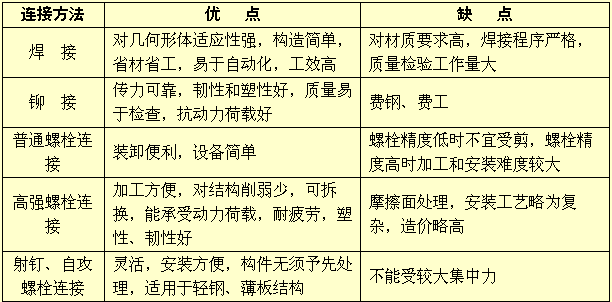 连接方法 优 点 缺 点
焊 接 对几何形体适应性强，构造简单，省材省工，易于自动化，工效高 对材质要求高，焊接程序严格，质量检验工作量大
铆 接 传力可靠，韧性和塑性好，质量易于检查，抗动力荷载好 费钢、费工
普通螺栓连接 装卸便利，设备简单 螺栓精度低时不宜受剪，螺栓精度高时加工和安装难度较大
高强螺栓连接 加工方便，对结构削弱少，可拆换，能承受动力荷载，耐疲劳，塑性、韧性好 摩擦面处理，安装工艺略为复杂，造价略高
射钉、自攻螺栓连接 灵活，安装方便，构件无须予先处理，适用于轻钢、薄板结构 不能受较大集中力